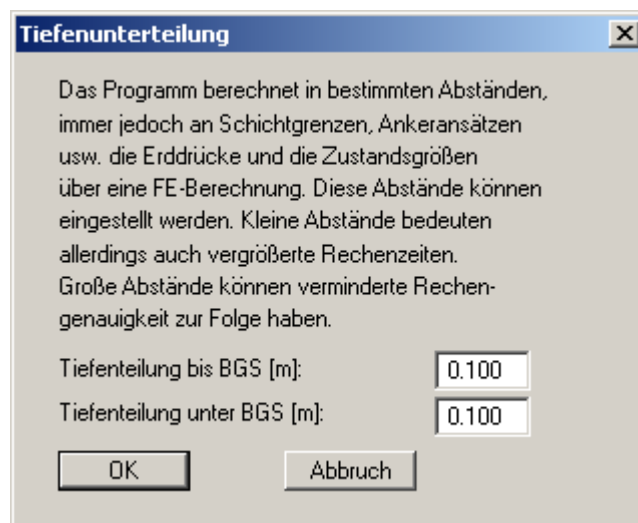 Tiefenunterteilung
Das Programm berechnet in bestimmten Abständen,
immer jedoch an Schichtgrenzen, Ankeransätzen
usw. die Erddrücke und die Zustandsgrößen
über eine FE-Berechnung. Diese Abstände können
eingestellt werden. Kleine Abstände bedeuten
allerdings auch vergrößerte Rechenzeiten.
Große Abstände können verminderte Rechen-
genauigkeit zur Folge haben.
Tiefenteilung bis BGS [m]: 0.100
Tiefenteilung unter BGS [m]: 0.100
OK Abbruch